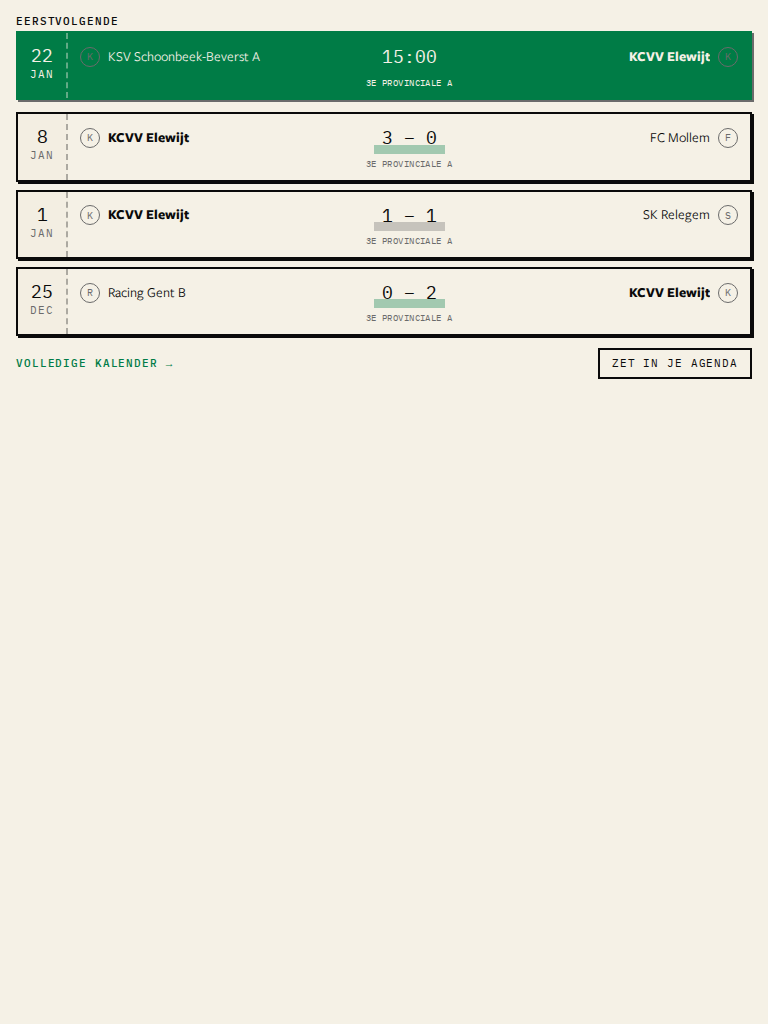 EERSTVOLGENDE
22 K KSV Schoonbeek-Beverst A 15:00 KCVV Elewijt K
JAN 3E PROVINCIALE A
8 K KCVV Elewijt 3 – 0 FC Mollem F
JAN 3E PROVINCIALE A
1 K KCVV Elewijt 1 – 1 SK Relegem S
JAN 3E PROVINCIALE A
25 R Racing Gent B 0 – 2 KCVV Elewijt K
DEC 3E PROVINCIALE A
VOLLEDIGE KALENDER → ZET IN JE AGENDA